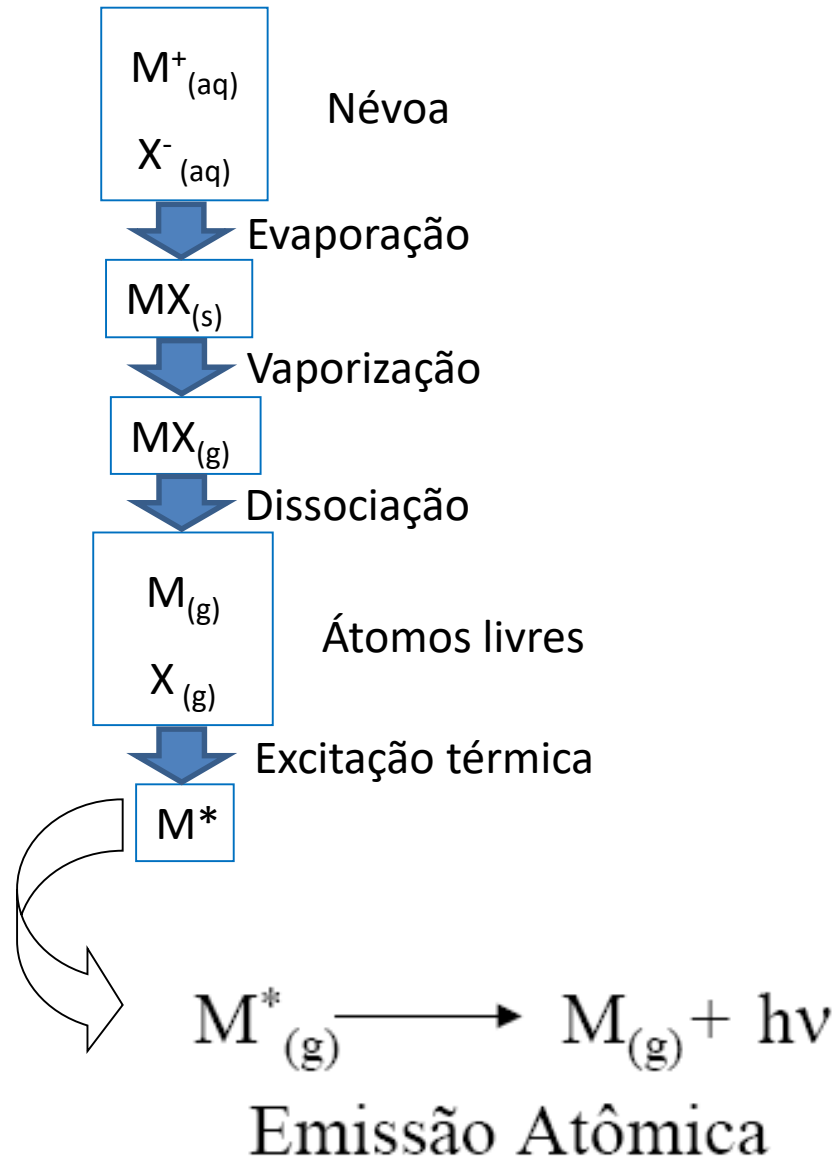 M⁺(aq)
Névoa
X⁻(aq)
Evaporação
MX(s)
Vaporização
MX(g)
Dissociação
M(g)
Átomos livres
X (g)
Excitação térmica
M*
M*(g) ⟶ M(g) + hν
Emissão Atômica